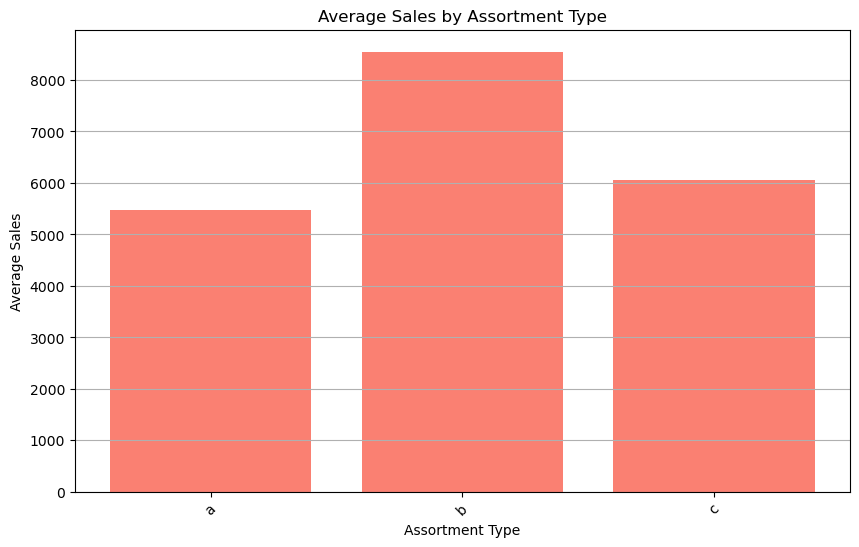 Average Sales by Assortment Type
Average Sales
8000
7000
6000
5000
4000
3000
2000
1000
0
a
b
c
Assortment Type